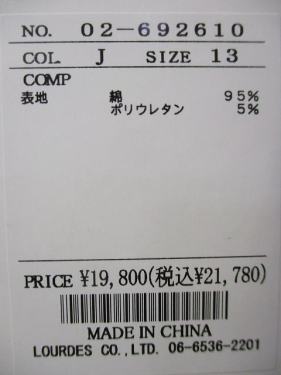 NO. 02-692610
COL. J SIZE 13
COMP
表地 綿 95%
ポリウレタン 5%
PRICE ¥19,800(税込¥21,780)
MADE IN CHINA
LOURDES CO.,LTD. 06-6536-2201